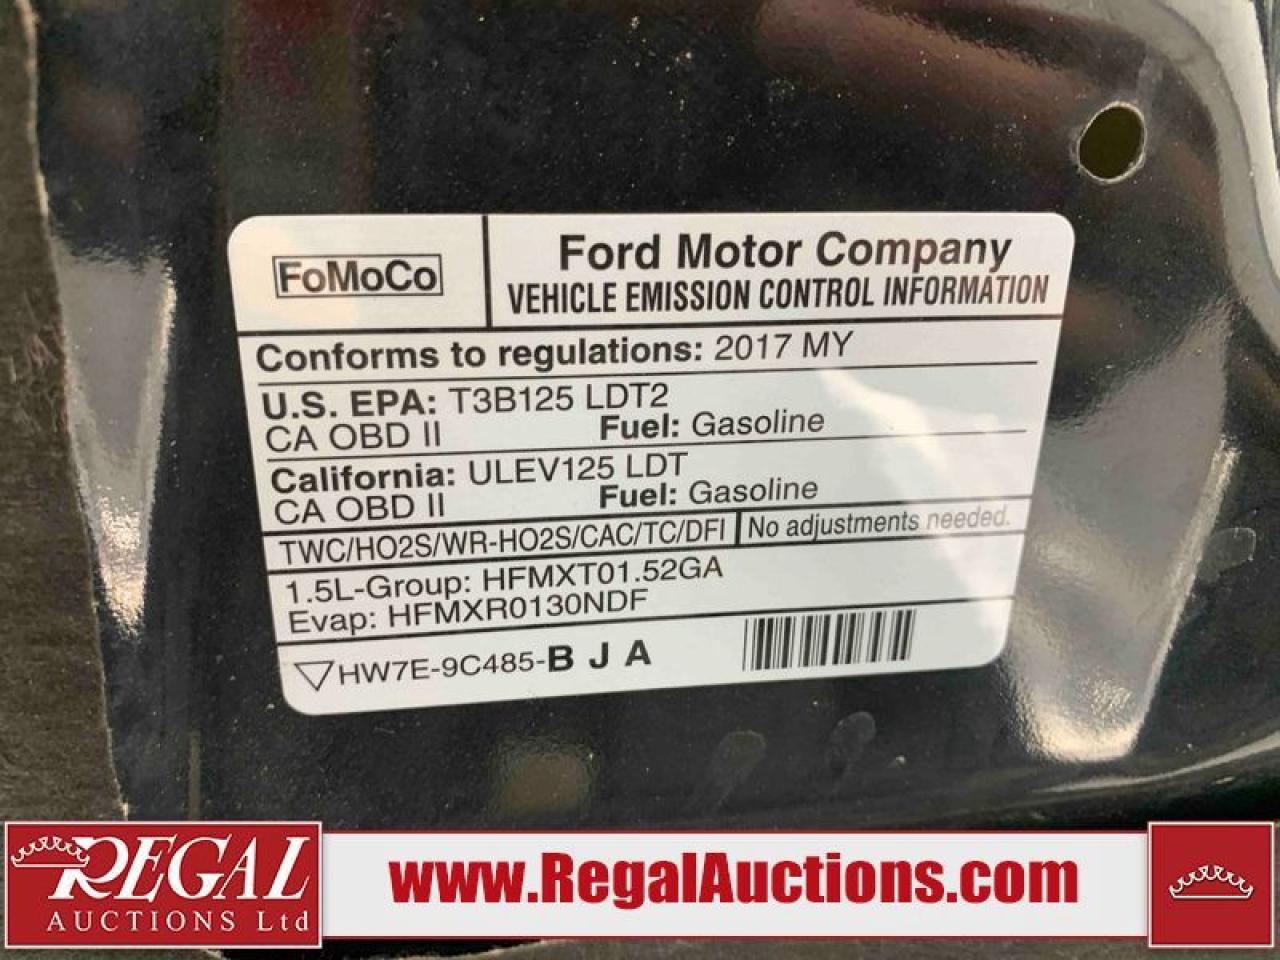 FoMoCo
Ford Motor Company
VEHICLE EMISSION CONTROL INFORMATION
Conforms to regulations: 2017 MY
U.S. EPA: T3B125 LDT2
CA OBD II Fuel: Gasoline
California: ULEV125 LDT
CA OBD II Fuel: Gasoline
TWC/HO2S/WR-HO2S/CAC/TC/DFI No adjustments needed.
1.5L-Group: HFMXT01.52GA
Evap: HFMXR0130NDF
HW7E-9C485-B J A
REGAL
AUCTIONS Ltd
www.RegalAuctions.com